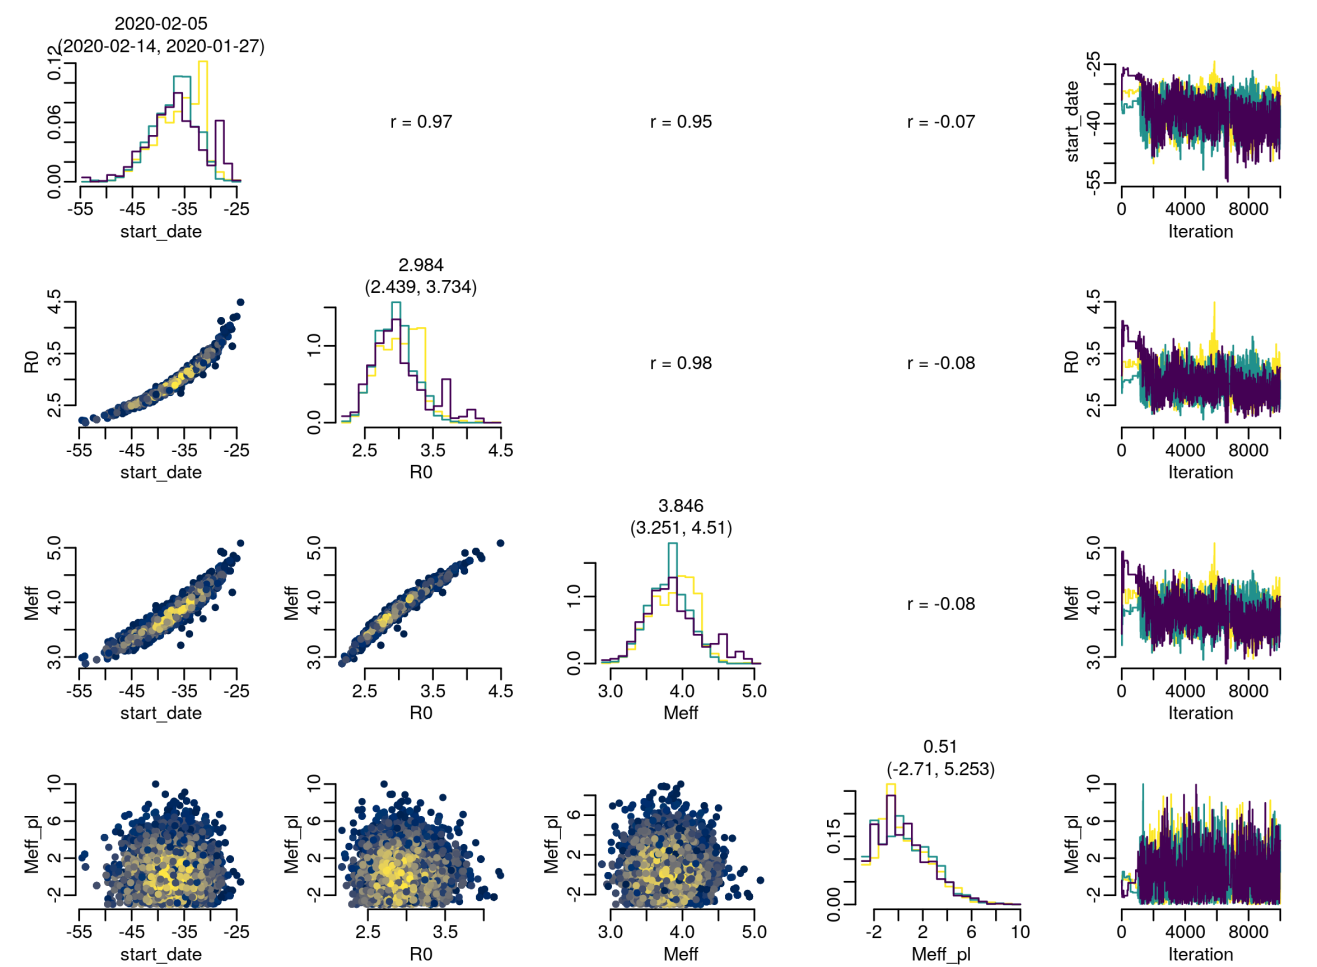 2020-02-05
(2020-02-14, 2020-01-27)
0.12
0.06
0.00
-55 -45 -35 -25
start_date
r = 0.97
r = 0.95
r = -0.07
start_date
-25
-40
-55
0 4000 8000
Iteration
R0
4.5
3.5
2.5
-55 -45 -35 -25
start_date
2.984
(2.439, 3.734)
1.0
0.0
2.5 3.5 4.5
R0
r = 0.98
r = -0.08
R0
4.5
3.5
2.5
0 4000 8000
Iteration
Meff
5.0
4.0
3.0
-55 -45 -35 -25
start_date
Meff
5.0
4.0
3.0
2.5 3.5 4.5
R0
3.846
(3.251, 4.51)
1.0
0.0
3.0 4.0 5.0
Meff
r = -0.08
Meff
5.0
4.0
3.0
0 4000 8000
Iteration
Meff_pl
10
6
2
-2
-55 -45 -35 -25
start_date
Meff_pl
10
6
2
-2
2.5 3.5
R0
Meff_pl
6
2
-2
3.0 4.0 5.0
Meff
0.51
(-2.71, 5.253)
0.15
0.00
-2 2 6 10
Meff_pl
Meff_pl
10
6
2
-2
0 4000 8000
Iteration